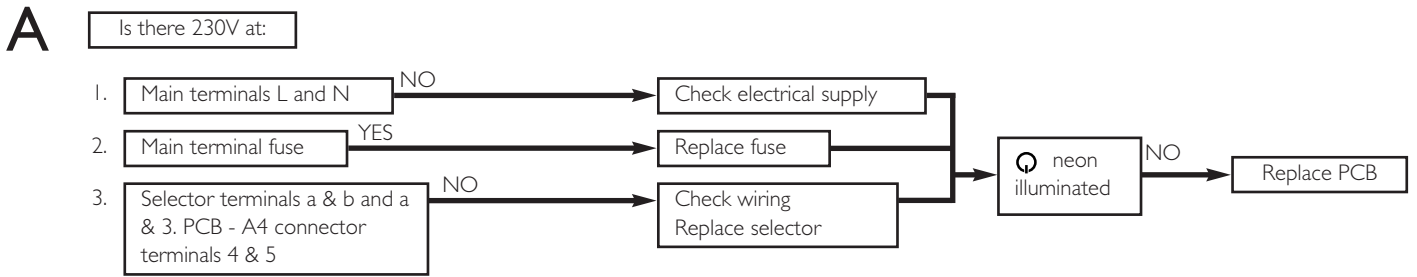 A
Is there 230V at:
1. Main terminals L and N
NO
Check electrical supply
2. Main terminal fuse
YES
Replace fuse
3. Selector terminals a & b and a
& 3. PCB - A4 connector
terminals 4 & 5
NO
Check wiring
Replace selector
neon
illuminated
NO
Replace PCB